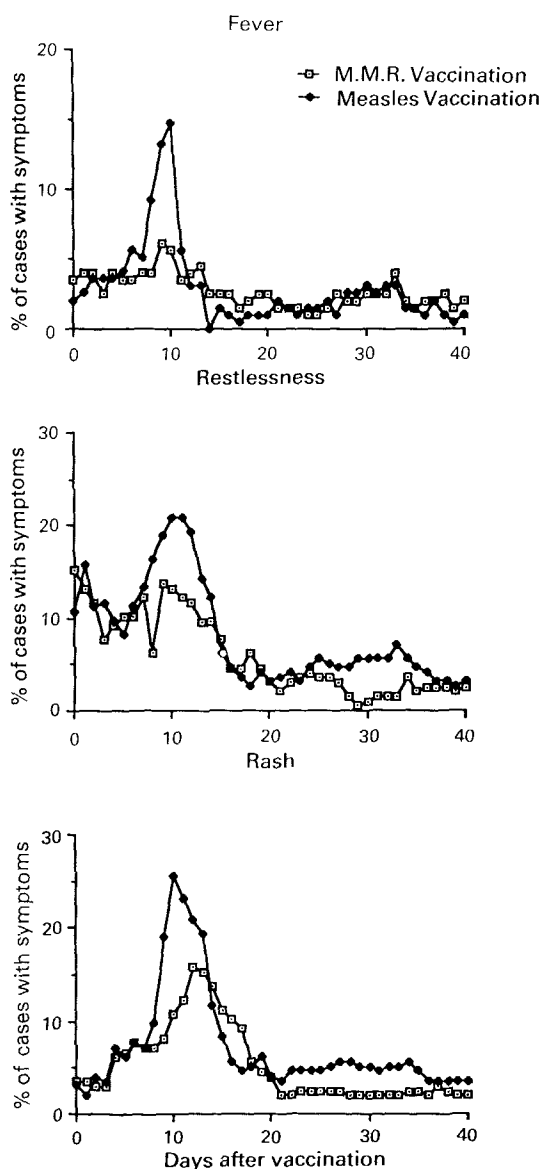 Fever
20
M.M.R. Vaccination
Measles Vaccination
10
0
% of cases with symptoms
0 10 20 30 40
Restlessness
30
20
10
0
% of cases with symptoms
0 10 20 30 40
Rash
30
20
10
0
% of cases with symptoms
0 10 20 30 40
Days after vaccination